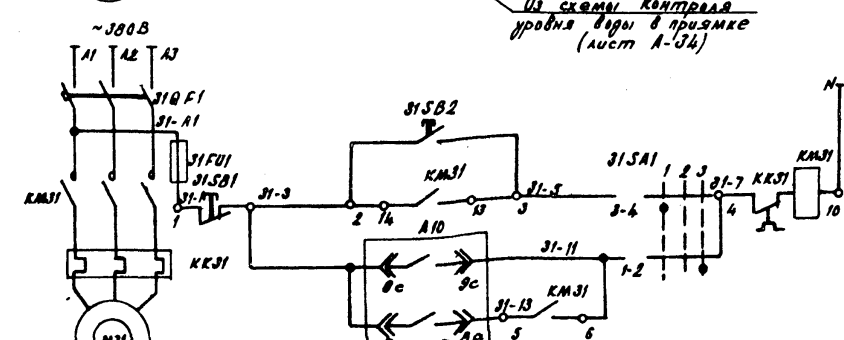 Из схемы контроля
уровня воды в приямке
(лист А-34)
~380В
А1 А2 А3
N
31QF1
31-А1
31SB2
31FU1
31SB1
31SA1
1 2 3
КМ31
КК31
КМ31
КМ31
31-3
31-5
31-7
1
2
14
13
3
3-4
4
10
А10
31-11
КК31
8с
9с
1-2
31-13
КМ31
5
6
М31